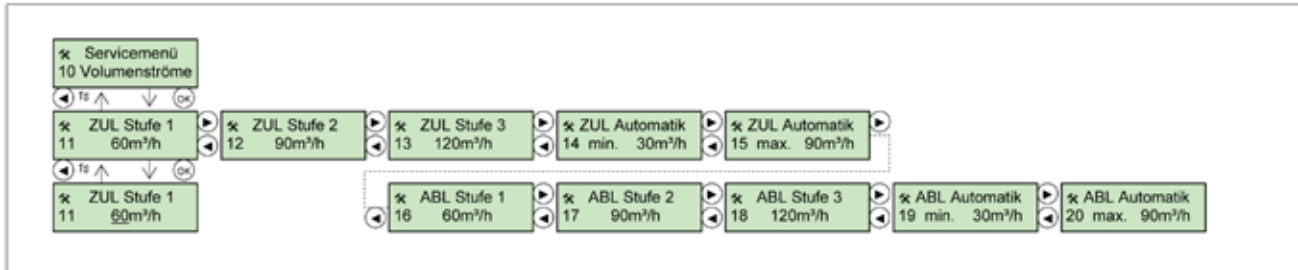 Servicemenü
10 Volumenströme
OK
ZUL Stufe 1
11 60m³/h
ZUL Stufe 2
12 90m³/h
ZUL Stufe 3
13 120m³/h
ZUL Automatik
14 min. 30m³/h
ZUL Automatik
15 max. 90m³/h
OK
ZUL Stufe 1
11 60m³/h
ABL Stufe 1
16 60m³/h
ABL Stufe 2
17 90m³/h
ABL Stufe 3
18 120m³/h
ABL Automatik
19 min. 30m³/h
ABL Automatik
20 max. 90m³/h